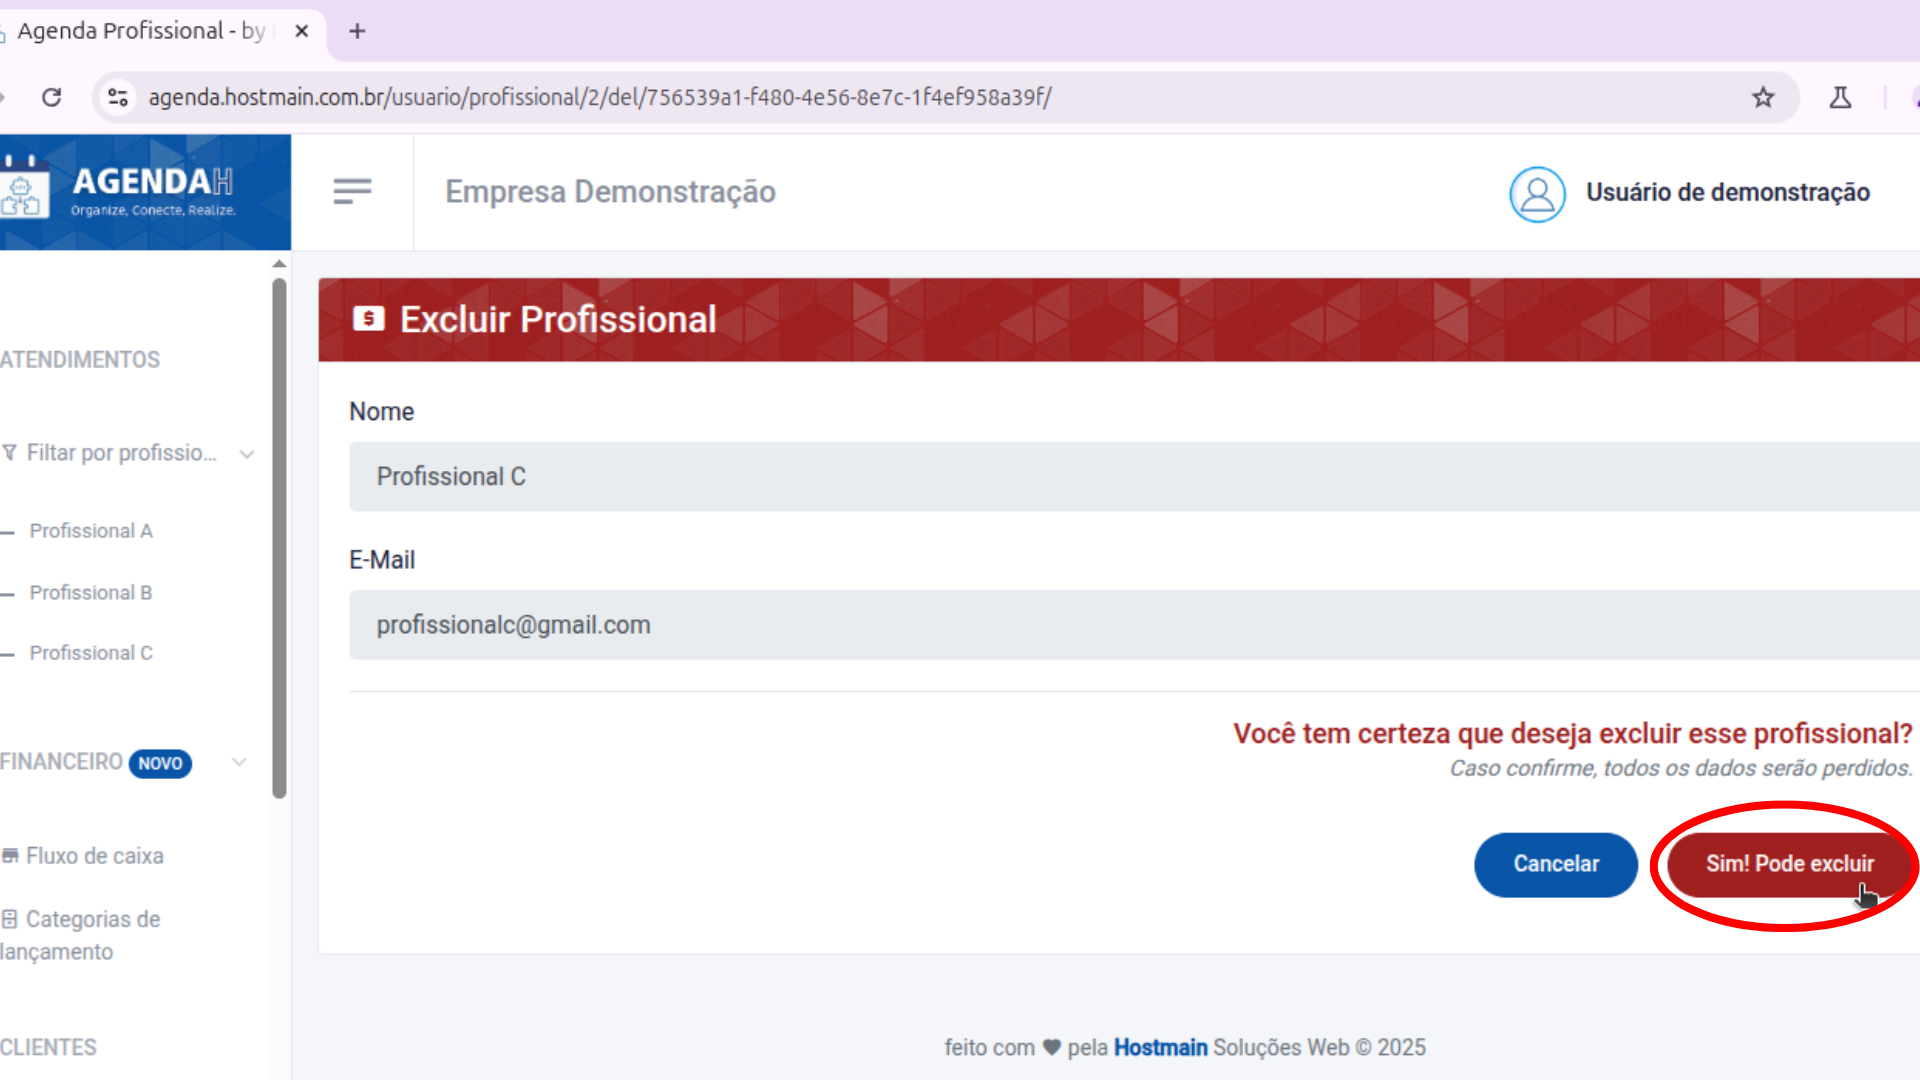 Agenda Profissional - by
agenda.hostmain.com.br/usuario/profissional/2/del/756539a1-f480-4e56-8e7c-1f4ef958a39f/
AGENDAH
Organize, Conecte, Realize.
Empresa Demonstração
Usuário de demonstração
ATENDIMENTOS
Filtar por profissio...
Profissional A
Profissional B
Profissional C
FINANCEIRO NOVO
Fluxo de caixa
Categorias de
lançamento
CLIENTES
Excluir Profissional
Nome
Profissional C
E-Mail
profissionalc@gmail.com
Você tem certeza que deseja excluir esse profissional?
Caso confirme, todos os dados serão perdidos.
Cancelar
Sim! Pode excluir
feito com ♥ pela Hostmain Soluções Web © 2025